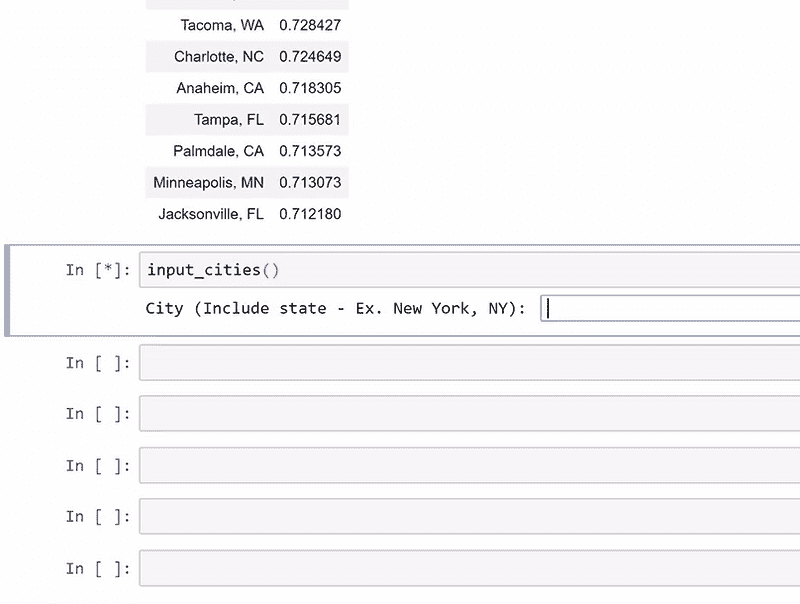 Tacoma, WA 0.728427
Charlotte, NC 0.724649
Anaheim, CA 0.718305
Tampa, FL 0.715681
Palmdale, CA 0.713573
Minneapolis, MN 0.713073
Jacksonville, FL 0.712180
In [*]: input_cities()
City (Include state - Ex. New York, NY):
In [ ]:
In [ ]:
In [ ]:
In [ ]:
In [ ]: